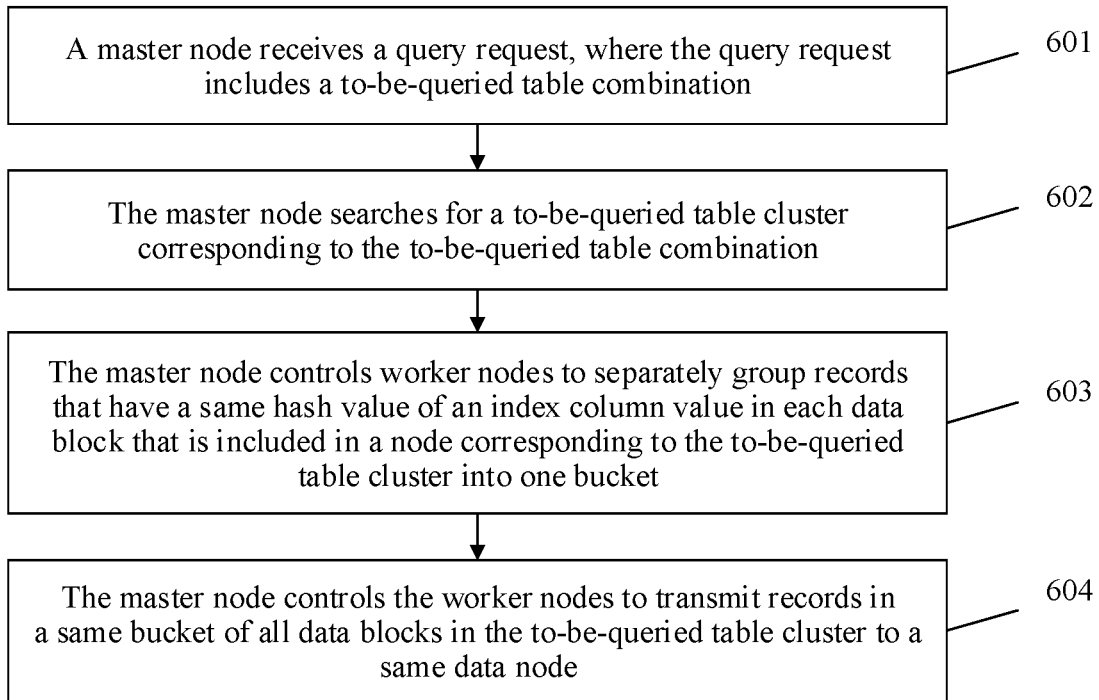 A master node receives a query request, where the query request
includes a to-be-queried table combination
601
The master node searches for a to-be-queried table cluster
corresponding to the to-be-queried table combination
602
The master node controls worker nodes to separately group records
that have a same hash value of an index column value in each data
block that is included in a node corresponding to the to-be-queried
table cluster into one bucket
603
The master node controls the worker nodes to transmit records in
a same bucket of all data blocks in the to-be-queried table cluster to a
same data node
604